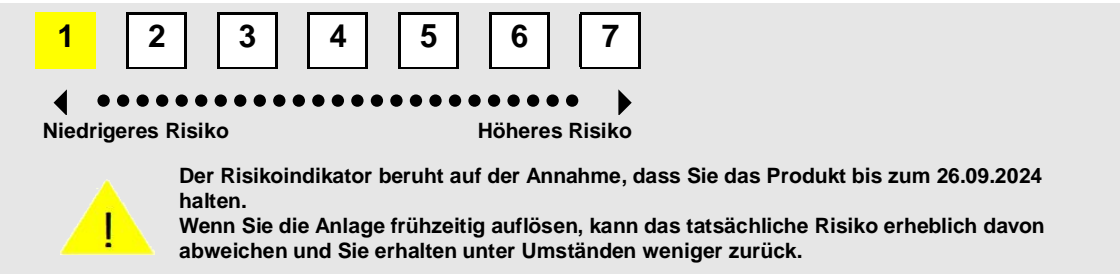 1 2 3 4 5 6 7
Niedrigeres Risiko Höheres Risiko
Der Risikoindikator beruht auf der Annahme, dass Sie das Produkt bis zum 26.09.2024
halten.
Wenn Sie die Anlage frühzeitig auflösen, kann das tatsächliche Risiko erheblich davon
abweichen und Sie erhalten unter Umständen weniger zurück.
!